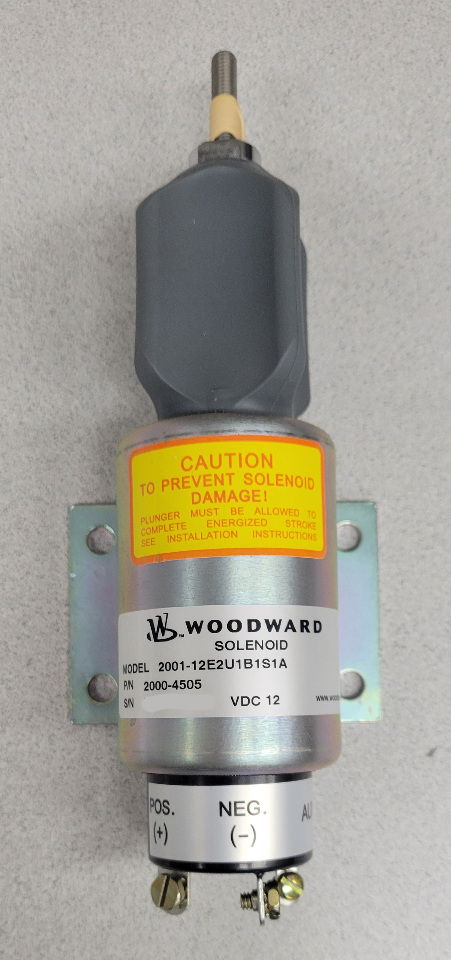 CAUTION
TO PREVENT SOLENOID
DAMAGE!
PLUNGER MUST BE ALLOWED TO
COMPLETE ENERGIZED STROKE
SEE INSTALLATION INSTRUCTIONS
WOODWARD
SOLENOID
MODEL 2001-12E2U1B1S1A
P/N 2000-4505
S/N VDC 12
POS. NEG.
(+) (−)